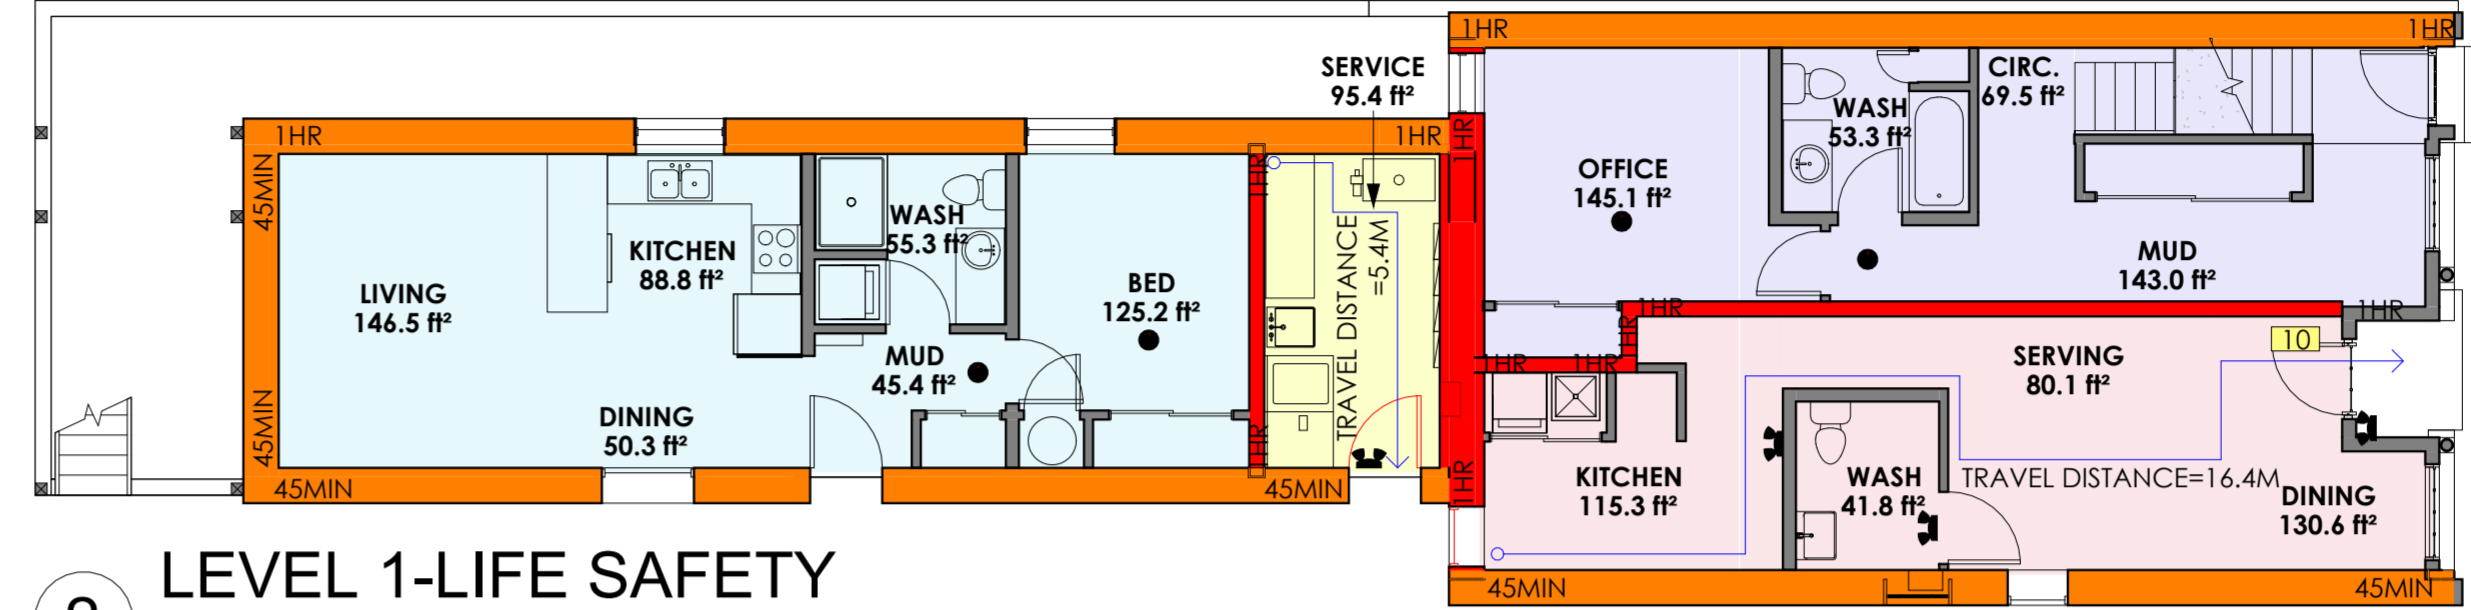 1HR
1HR
SERVICE
95.4 ft²
CIRC.
69.5 ft²
WASH
53.3 ft²
1HR
1HR
1HR
45MIN
1HR
OFFICE
145.1 ft²
WASH
55.3 ft²
KITCHEN
88.8 ft²
TRAVEL DISTANCE
=5.4M
MUD
143.0 ft²
LIVING
146.5 ft²
BED
125.2 ft²
1HR
1HR
1HR
10
MUD
45.4 ft²
1HR
1HR
SERVING
80.1 ft²
DINING
50.3 ft²
45MIN
1HR
KITCHEN
115.3 ft²
WASH
41.8 ft²
TRAVEL DISTANCE=16.4M
DINING
130.6 ft²
45MIN
45MIN
1HR
LEVEL 1-LIFE SAFETY
45MIN
45MIN